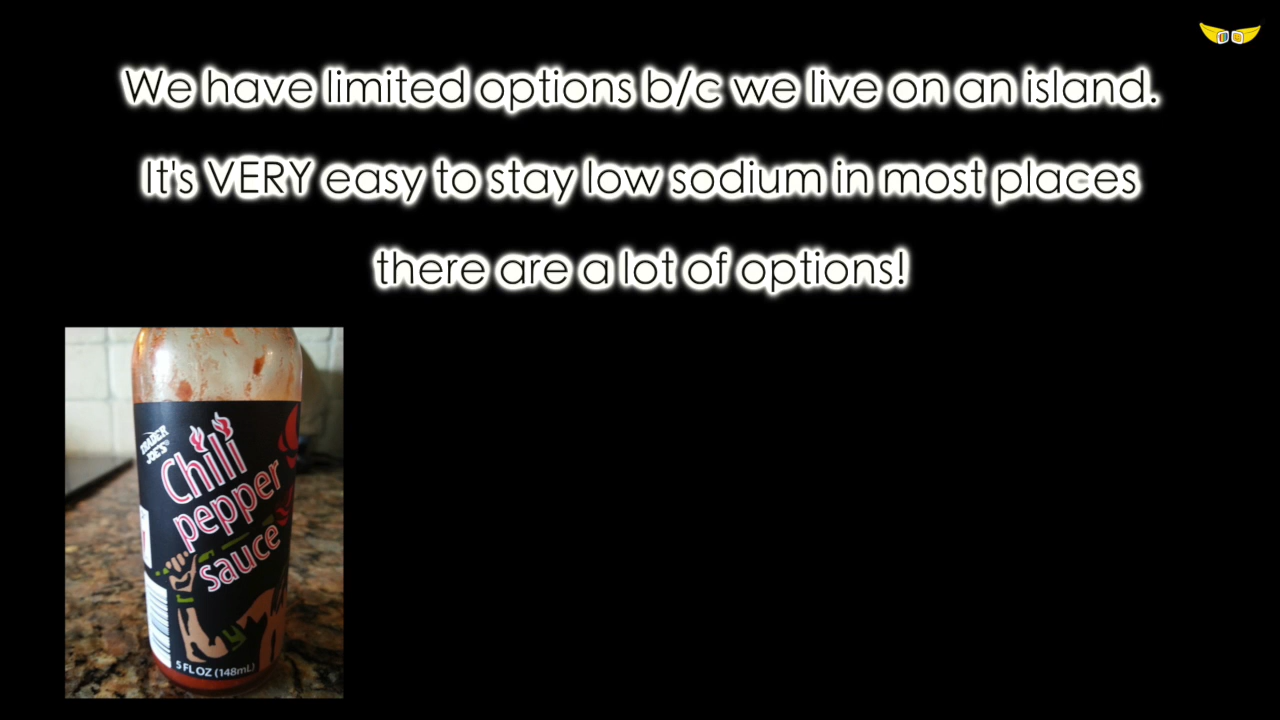 We have limited options b/c we live on an island.
It's VERY easy to stay low sodium in most places
there are a lot of options!
TRADER
JOE'S
Chili
pepper
sauce
5 FL OZ (148mL)